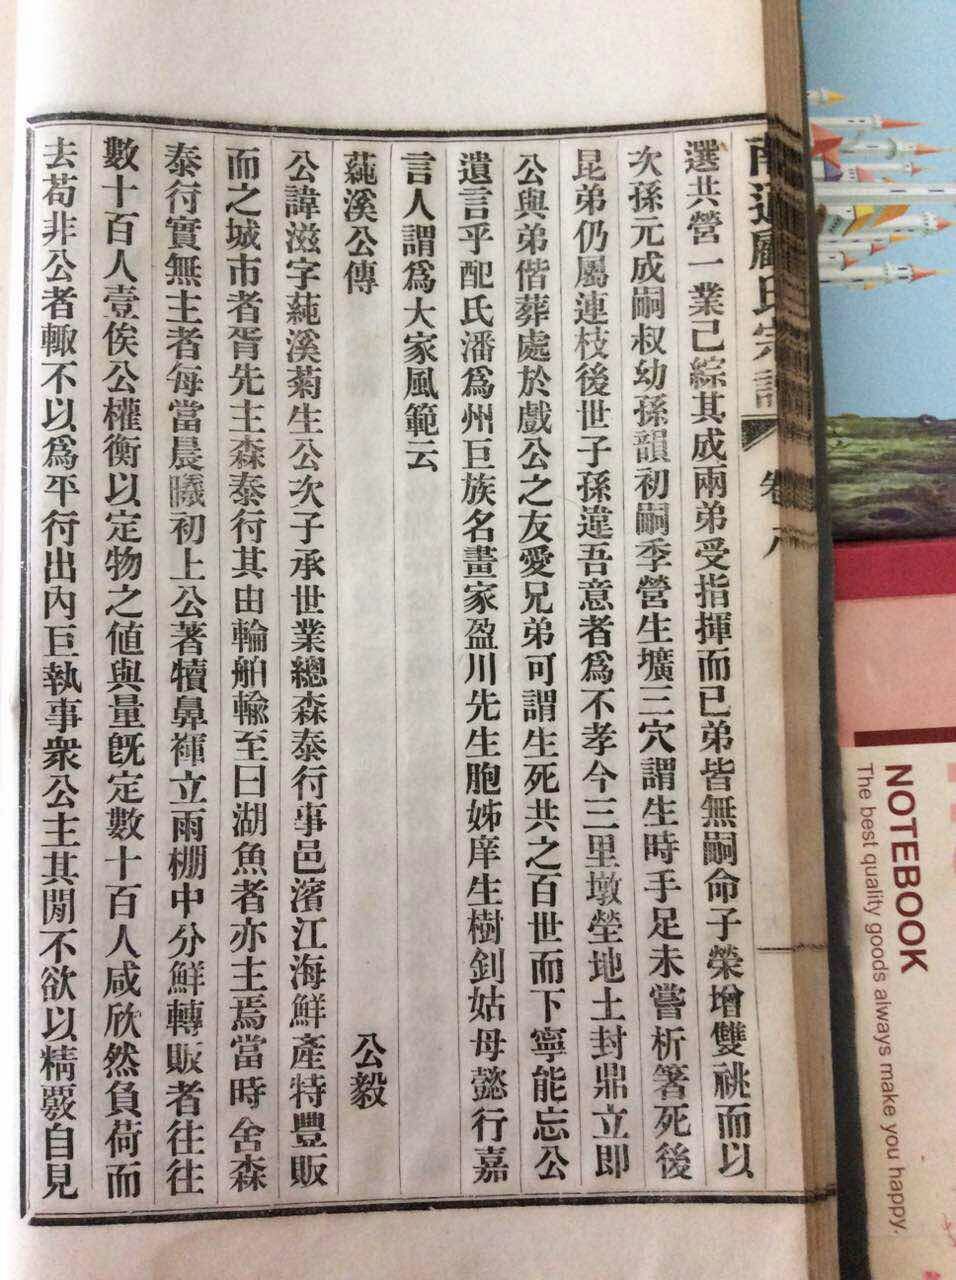 南通顧氏宗譜 卷八
選共營一業己綜其成兩弟受指揮而已弟皆無嗣命子榮增雙祧而以
次孫元成嗣叔幼孫韻初嗣季營生壙三穴謂生時手足未嘗析箸死後
昆弟仍屬連枝後世子孫違吾意者爲不孝今三里墩塋地土封鼎立即
公與弟偕葬處於戲公之友愛兄弟可謂生死共之百世而下寧能忘公
遺言乎配氏潘爲州巨族名畫家盈川先生胞姊庠生樹釗姑母懿行嘉
言人謂爲大家風範云
蒓溪公傳 公毅
公諱滋字蒓溪菊生公次子承世業總森泰行事邑濱江海鮮產特豐販
而之城市者胥先主森泰行其由輪舶輸至曰湖魚者亦主焉當時舍森
泰行實無主者每當晨曦初上公著犢鼻褌立雨棚中分鮮轉販者往往
數十百人壹俟公權衡以定物之値與量旣定數十百人咸欣然負荷而
去苟非公者輙不以爲平行出內巨執事衆公主其閒不欲以精覈自見
NOTEBOOK
The best quality goods always make you happy.